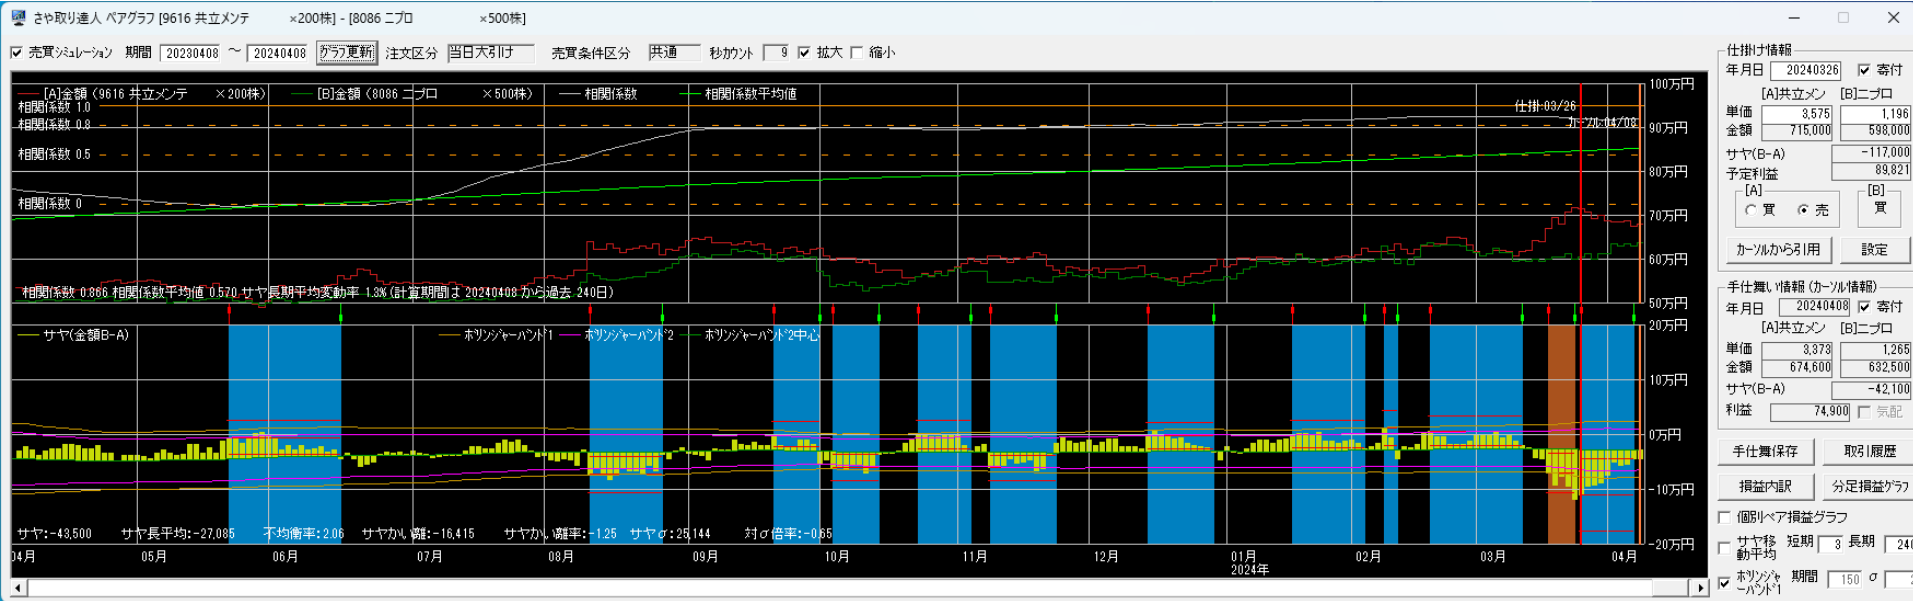 さや取り達人 ペアグラフ [9616 共立メンテ ×200株] - [8086 ニプロ ×500株]
売買シミュレーション 期間 20230408 ～ 20240408 グラフ更新 注文区分 当日大引け 売買条件区分 共通 秒カウント 9 拡大 縮小
[A]金額 (9616 共立メンテ ×200株) [B]金額 (8086 ニプロ ×500株) 相関係数 相関係数平均値
相関係数 1.0
相関係数 0.8
相関係数 0.5
相関係数 0
仕掛:03/26
カーソル:04/08
100万円
90万円
80万円
70万円
60万円
50万円
相関係数 0.866 相関係数平均値 0.570 サヤ長期平均変動率 1.3% (計算期間は 20240408 から過去 240日)
サヤ(金額B-A) ボリンジャーバンド1 ボリンジャーバンド2 ボリンジャーバンド2中心
20万円
10万円
0万円
-10万円
-20万円
サヤ:-43,500 サヤ長平均:-27,085 不均衡率:2.06 サヤかい離:-16,415 サヤかい離率:-1.25 サヤσ:25,144 対σ倍率:-0.65
04月 05月 06月 07月 08月 09月 10月 11月 12月 01月 02月 03月 04月
2024年
仕掛け情報
年月日 20240326 寄付
[A]共立メン [B]ニプロ
単価 3,575 1,196
金額 715,000 598,000
サヤ(B-A) -117,000
予定利益 89,821
[A] [B]
買 売 買
カーソルから引用 設定
手仕舞い情報 (カーソル情報)
年月日 20240408 寄付
[A]共立メン [B]ニプロ
単価 3,373 1,265
金額 674,600 632,500
サヤ(B-A) -42,100
利益 74,900 気配
手仕舞保存 取引履歴
損益内訳 分足損益グラフ
個別ペア損益グラフ
サヤ移動平均 短期 3 長期 240
ボリンジャーバンド1 期間 150 σ 2